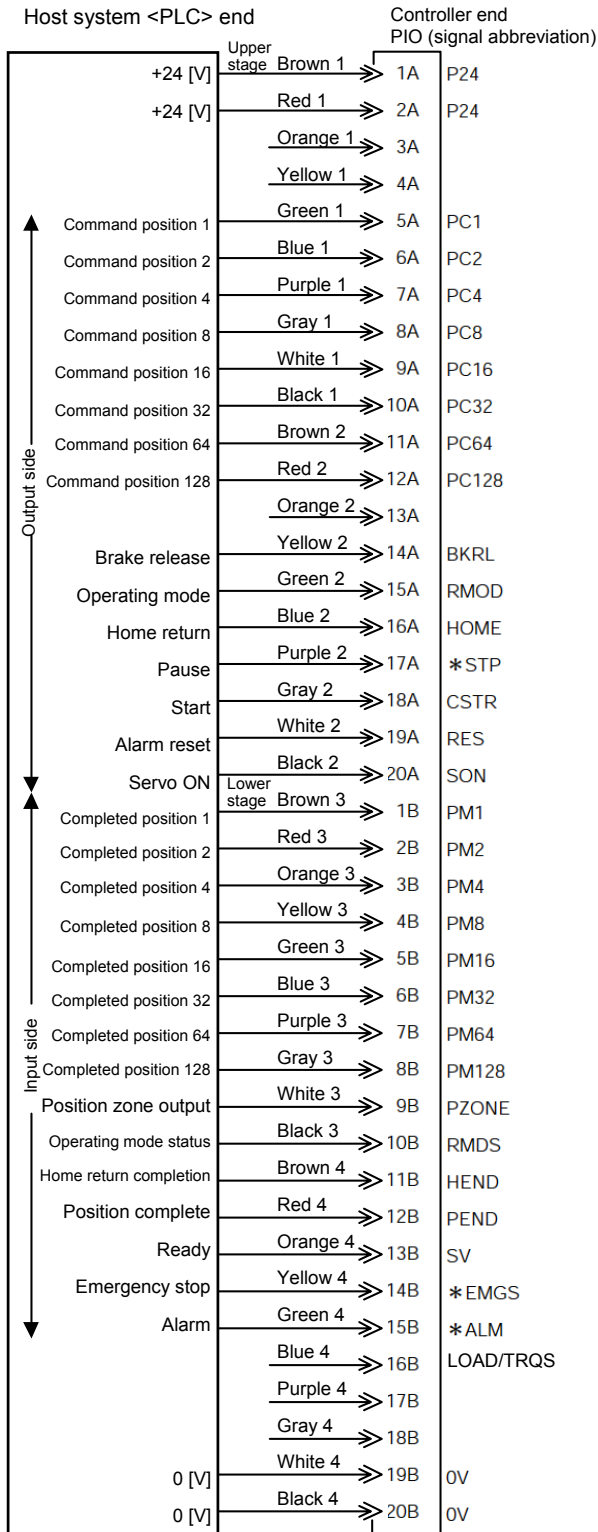 Host system <PLC> end
Controller end
PIO (signal abbreviation)
Upper
stage
+24 [V] Brown 1 1A P24
+24 [V] Red 1 2A P24
Orange 1 3A
Yellow 1 4A
Output side
Command position 1 Green 1 5A PC1
Command position 2 Blue 1 6A PC2
Command position 4 Purple 1 7A PC4
Command position 8 Gray 1 8A PC8
Command position 16 White 1 9A PC16
Command position 32 Black 1 10A PC32
Command position 64 Brown 2 11A PC64
Command position 128 Red 2 12A PC128
Orange 2 13A
Brake release Yellow 2 14A BKRL
Operating mode Green 2 15A RMOD
Home return Blue 2 16A HOME
Pause Purple 2 17A *STP
Start Gray 2 18A CSTR
Alarm reset White 2 19A RES
Servo ON Black 2 20A SON
Lower
stage
Input side
Completed position 1 Brown 3 1B PM1
Completed position 2 Red 3 2B PM2
Completed position 4 Orange 3 3B PM4
Completed position 8 Yellow 3 4B PM8
Completed position 16 Green 3 5B PM16
Completed position 32 Blue 3 6B PM32
Completed position 64 Purple 3 7B PM64
Completed position 128 Gray 3 8B PM128
Position zone output White 3 9B PZONE
Operating mode status Black 3 10B RMDS
Home return completion Brown 4 11B HEND
Position complete Red 4 12B PEND
Ready Orange 4 13B SV
Emergency stop Yellow 4 14B *EMGS
Alarm Green 4 15B *ALM
Blue 4 16B LOAD/TRQS
Purple 4 17B
Gray 4 18B
0 [V] White 4 19B 0V
0 [V] Black 4 20B 0V